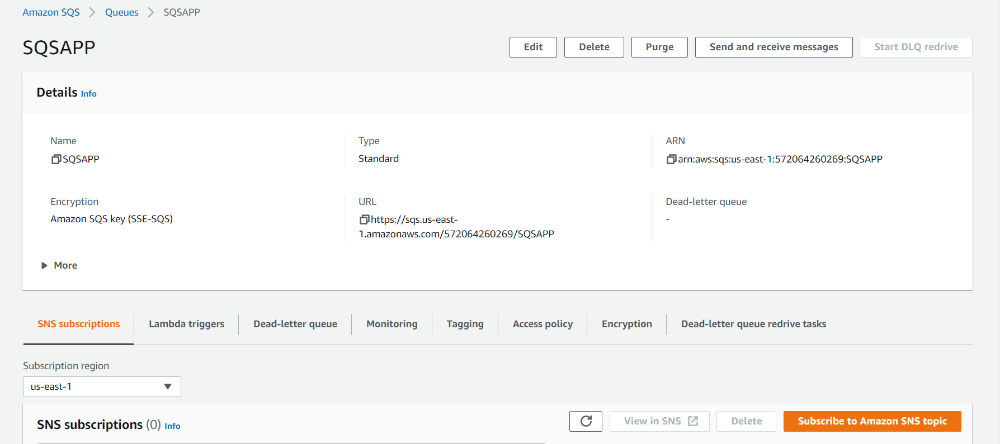 Amazon SQS > Queues > SQSAPP
SQSAPP
Edit Delete Purge Send and receive messages Start DLQ redrive
Details Info
Name Type ARN
SQSAPP Standard arn:aws:sqs:us-east-1:572064260269:SQSAPP
Encryption URL Dead-letter queue
Amazon SQS key (SSE-SQS) https://sqs.us-east- -
1.amazonaws.com/572064260269/SQSAPP
More
SNS subscriptions Lambda triggers Dead-letter queue Monitoring Tagging Access policy Encryption Dead-letter queue redrive tasks
Subscription region
us-east-1
SNS subscriptions (0) Info View in SNS Delete Subscribe to Amazon SNS topic